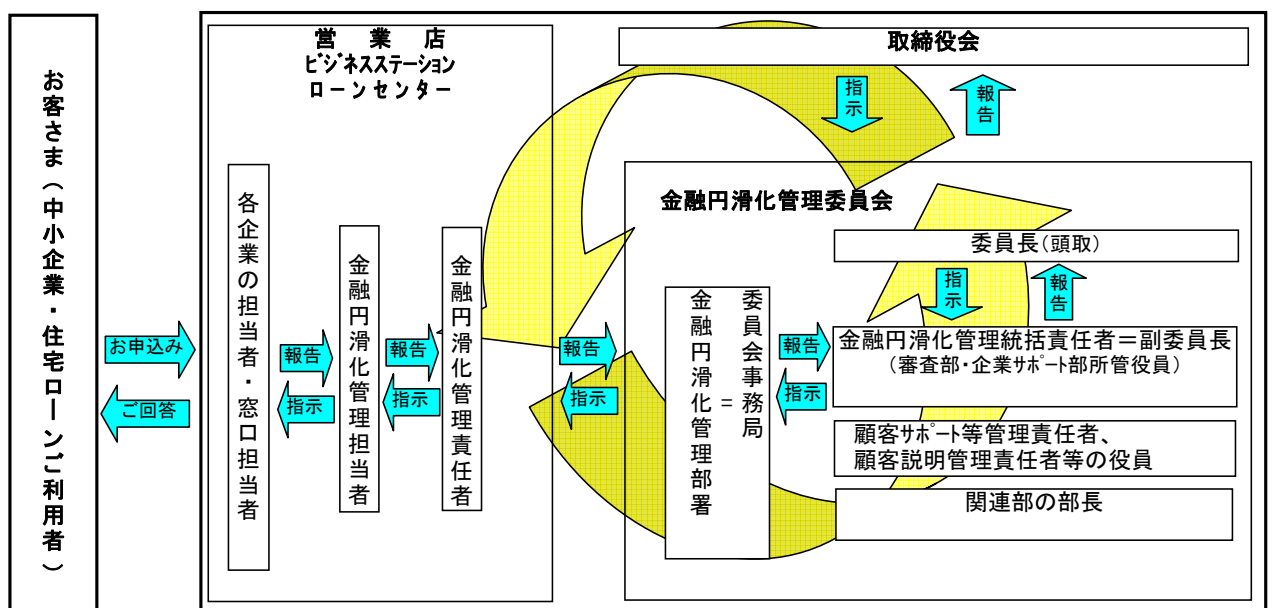 お客さま（中小企業・住宅ローンご利用者）
お申込み
ご回答
営　業　店
ビジネスステーション
ローンセンター
各企業の担当者・窓口担当者
報告
指示
金融円滑化管理担当者
報告
指示
金融円滑化管理責任者
報告
指示
取締役会
指示
報告
金融円滑化管理委員会
委員会事務局
＝
金融円滑化管理部署
報告
指示
委員長（頭取）
指示
報告
金融円滑化管理統括責任者＝副委員長
（審査部・企業ｻﾎﾟｰﾄ部所管役員）
顧客ｻﾎﾟｰﾄ等管理責任者、
顧客説明管理責任者等の役員
関連部の部長